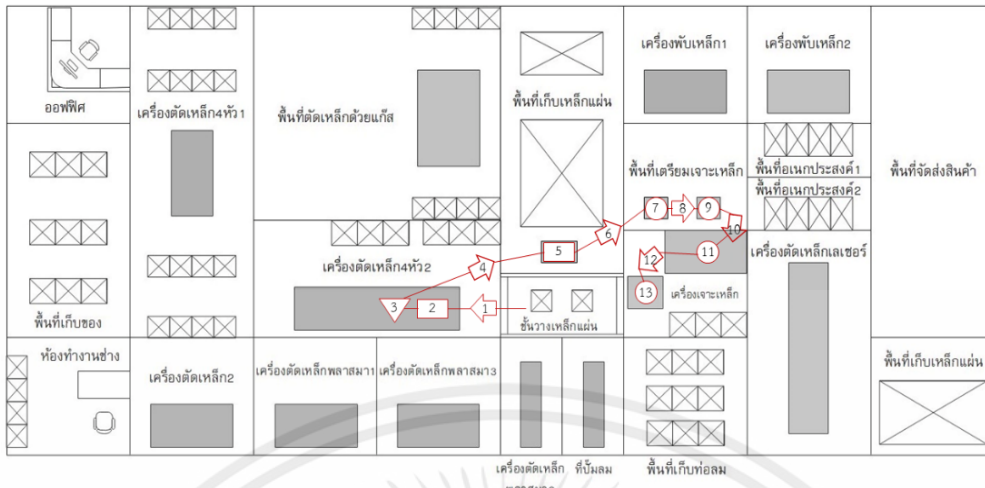 เครื่องพับเหล็ก1
เครื่องพับเหล็ก2
ออฟฟิศ
เครื่องตัดเหล็ก4หัว1
พื้นที่ตัดเหล็กด้วยแก๊ส
พื้นที่เก็บเหล็กแผ่น
พื้นที่เตรียมเจาะเหล็ก
พื้นที่อเนกประสงค์1
พื้นที่อเนกประสงค์2
พื้นที่จัดส่งสินค้า
7
8
9
10
6
5
4
11
12
13
เครื่องตัดเหล็กเลเซอร์
เครื่องตัดเหล็ก4หัว2
3
2
1
เครื่องเจาะเหล็ก
พื้นที่เก็บของ
ชั้นวางเหล็กแผ่น
ห้องทำงานช่าง
เครื่องตัดเหล็ก2
เครื่องตัดเหล็กพลาสมา1
เครื่องตัดเหล็กพลาสมา3
พื้นที่เก็บเหล็กแผ่น
เครื่องตัดเหล็ก
ที่ปั๊มลม
พื้นที่เก็บท่อลม